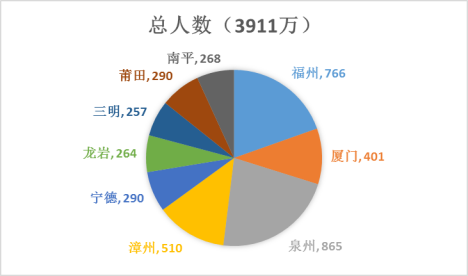 总人数（3911万）
福州,766
厦门,401
泉州,865
漳州,510
宁德,290
龙岩,264
三明,257
莆田,290
南平,268